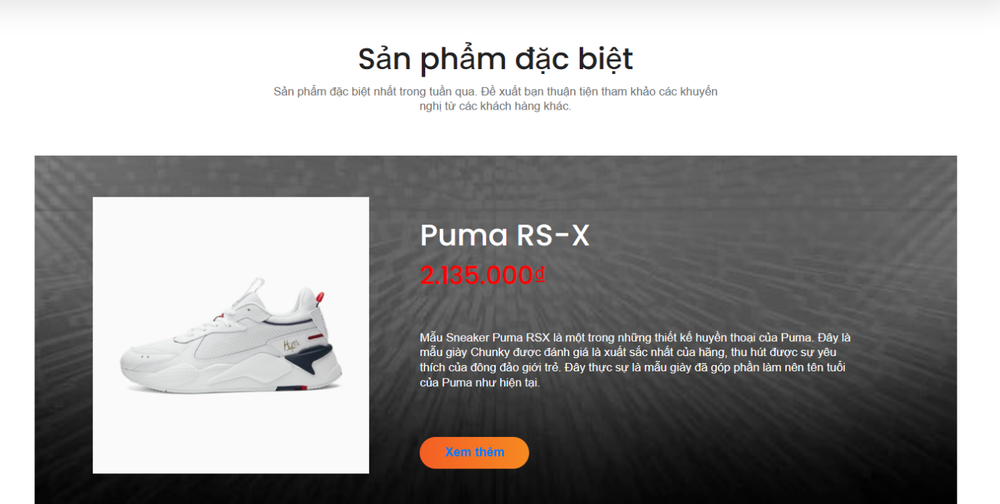 Sản phẩm đặc biệt
Sản phẩm đặc biệt nhất trong tuần qua. Đề xuất bạn thuận tiện tham khảo các khuyến
nghị từ các khách hàng khác.
Puma RS-X
2.135.000₫
Mẫu Sneaker Puma RSX là một trong những thiết kế huyền thoại của Puma. Đây là
mẫu giày Chunky được đánh giá là xuất sắc nhất của hãng, thu hút được sự yêu
thích của đông đảo giới trẻ. Đây thực sự là mẫu giày đã góp phần làm nên tên tuổi
của Puma như hiện tại.
Xem thêm